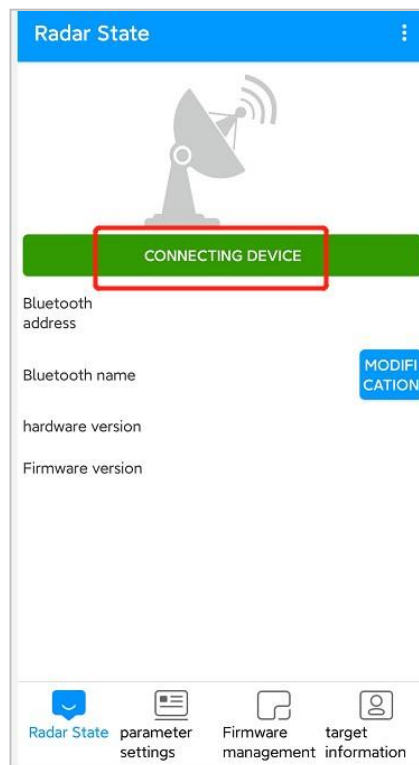 Radar State
CONNECTING DEVICE
Bluetooth
address
Bluetooth name
MODIFI
CATION
hardware version
Firmware version
Radar State
parameter
settings
Firmware
management
target
information